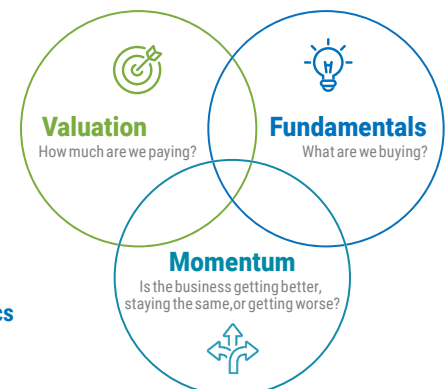 Valuation
How much are we paying?
Fundamentals
What are we buying?
Momentum
Is the business getting better,
staying the same,or getting worse?
cs